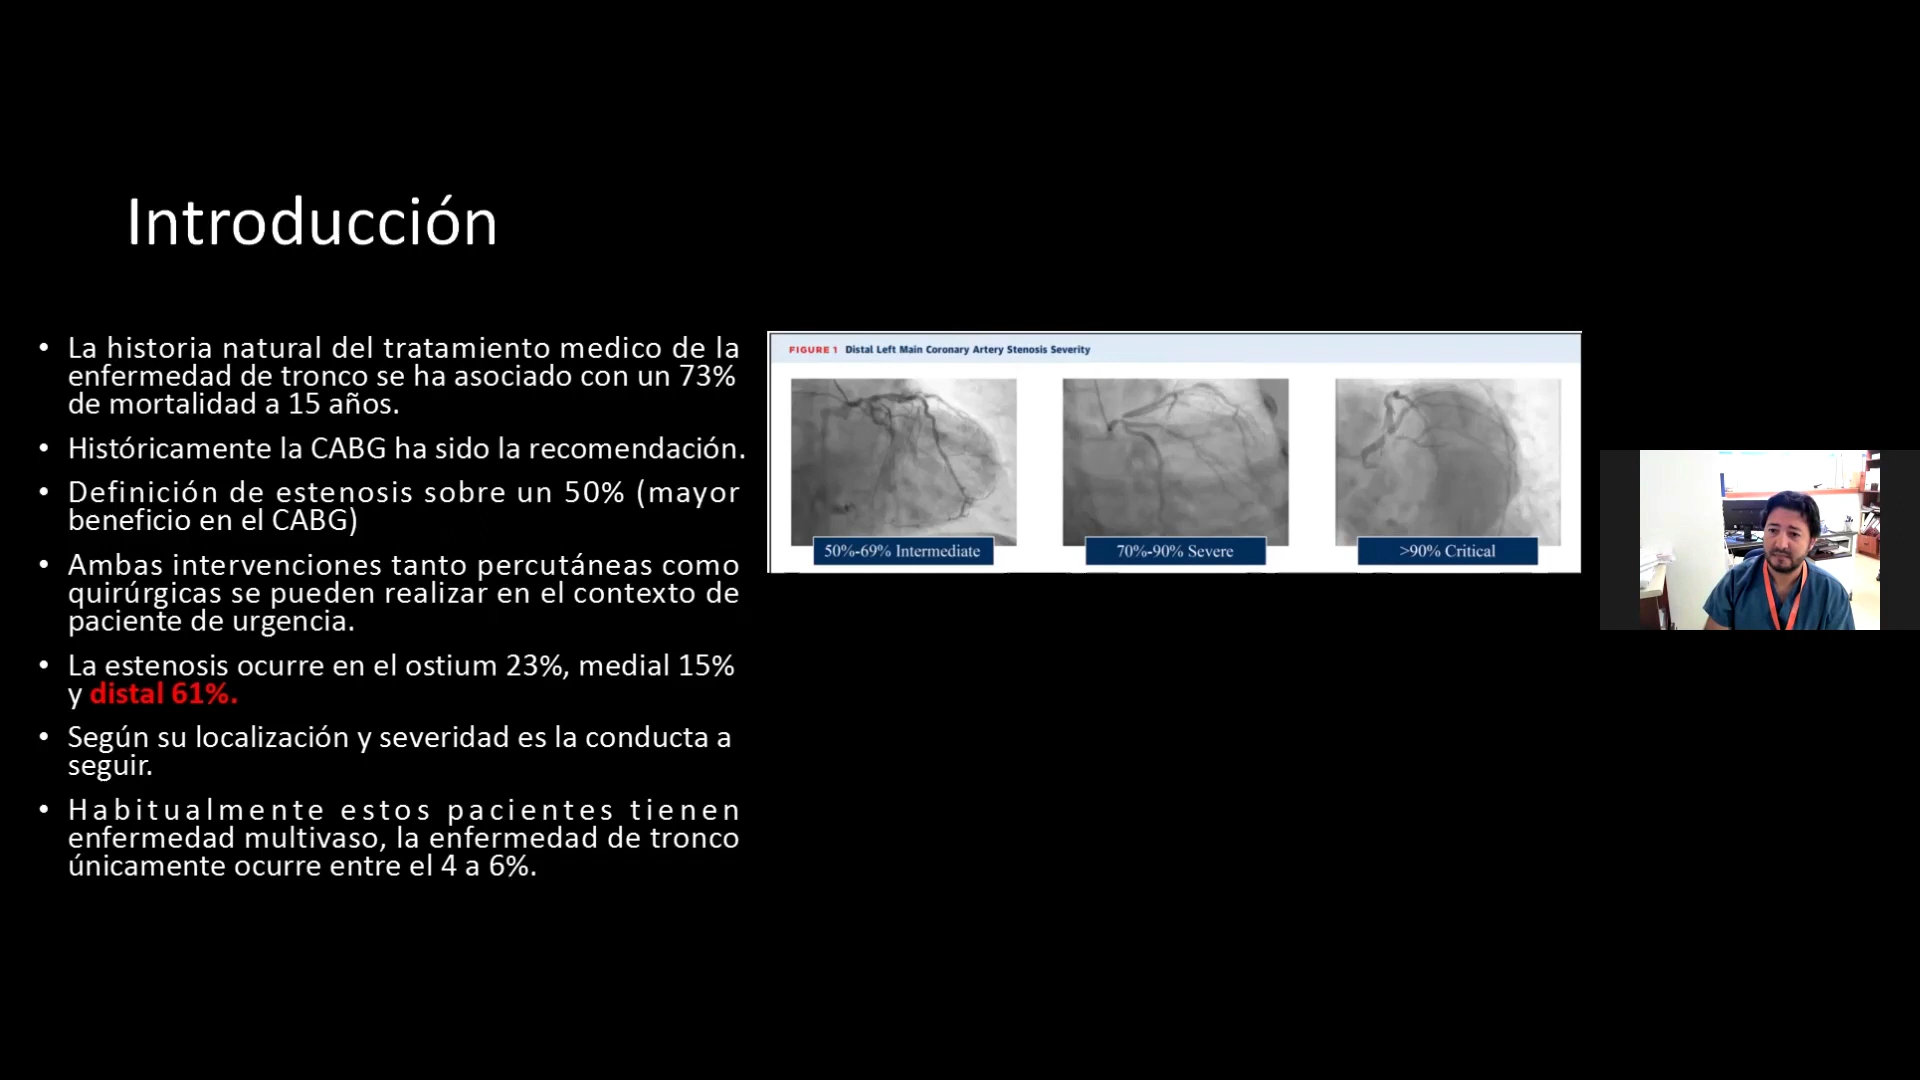 Introducción
• La historia natural del tratamiento medico de la
enfermedad de tronco se ha asociado con un 73%
de mortalidad a 15 años.
• Históricamente la CABG ha sido la recomendación.
• Definición de estenosis sobre un 50% (mayor
beneficio en el CABG)
• Ambas intervenciones tanto percutáneas como
quirúrgicas se pueden realizar en el contexto de
paciente de urgencia.
• La estenosis ocurre en el ostium 23%, medial 15%
y distal 61%.
• Según su localización y severidad es la conducta a
seguir.
• Habitualmente estos pacientes tienen
enfermedad multivaso, la enfermedad de tronco
únicamente ocurre entre el 4 a 6%.
FIGURE 1 Distal Left Main Coronary Artery Stenosis Severity
50%-69% Intermediate
70%-90% Severe
>90% Critical